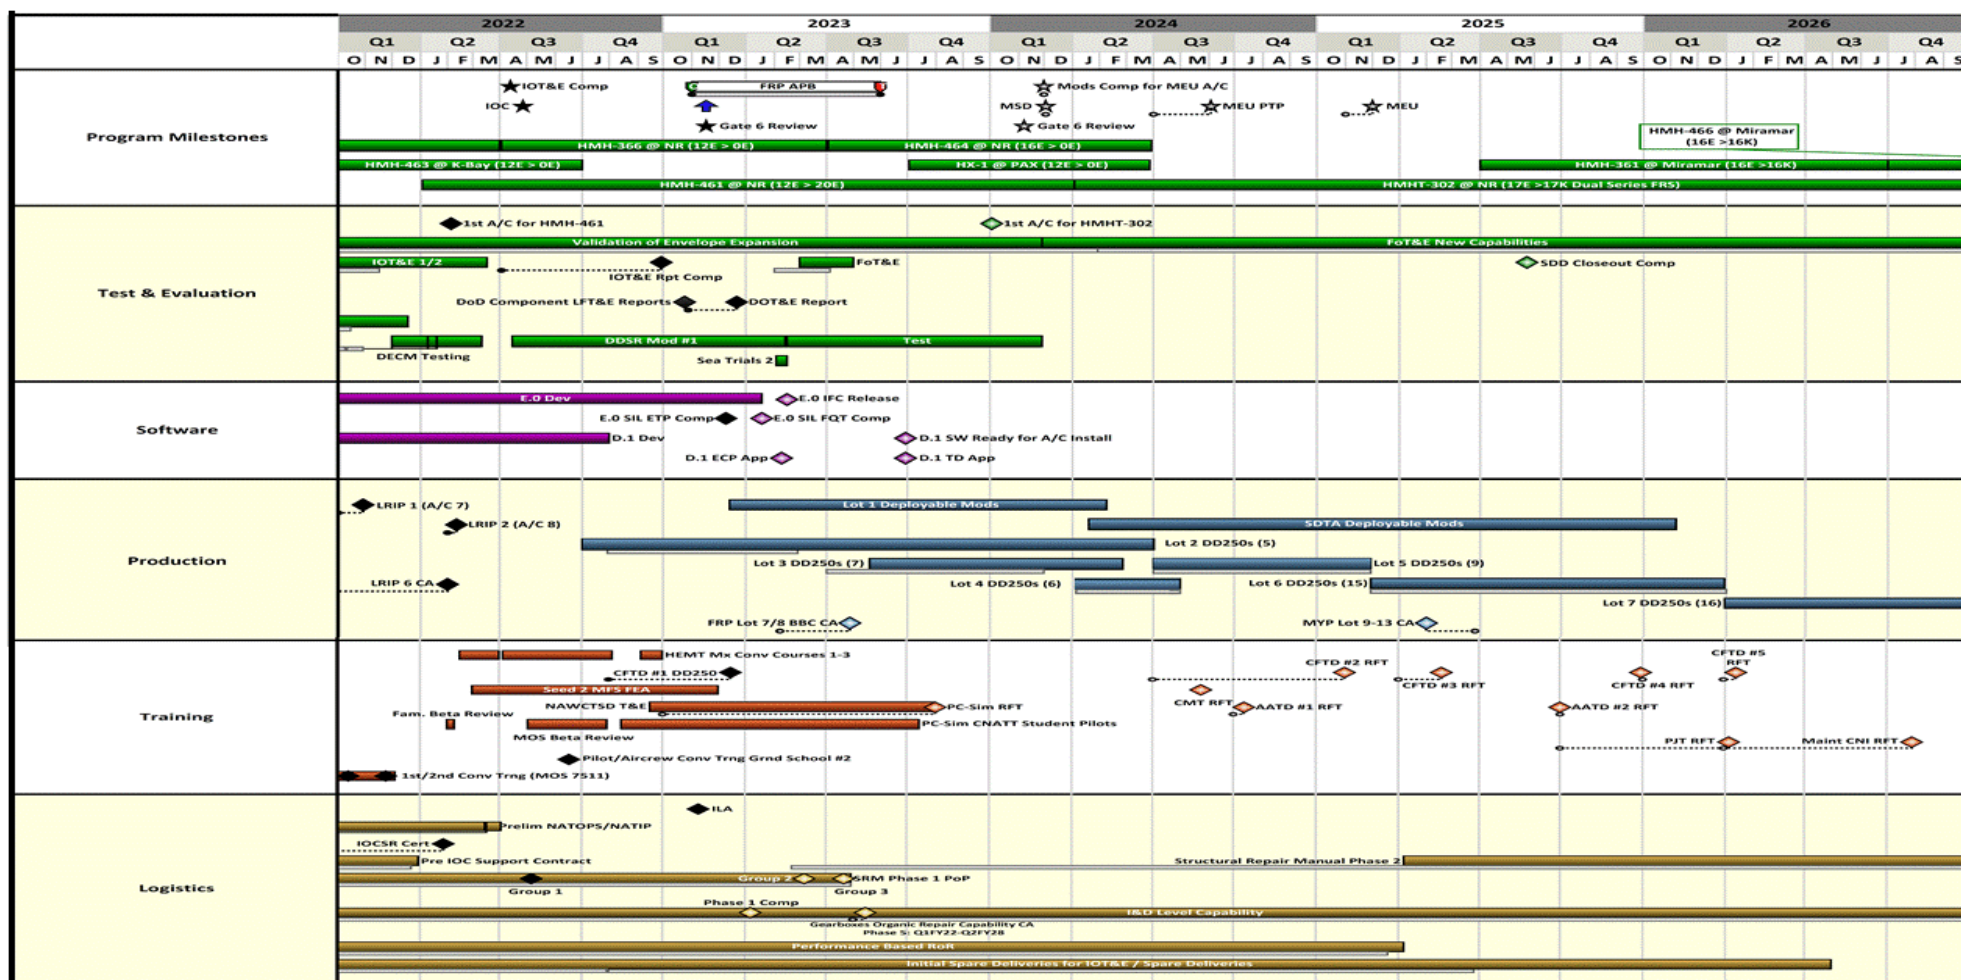 2022 2023 2024 2025 2026
Q1 Q2 Q3 Q4 Q1 Q2 Q3 Q4 Q1 Q2 Q3 Q4 Q1 Q2 Q3 Q4 Q1 Q2 Q3 Q4
O N D J F M A M J J A S O N D J F M A M J J A S O N D J F M A M J J A S O N D J F M A M J J A S O N D J F M A M J J A S
Program Milestones
IOT&E Comp
FRP APB
Mods Comp for MEU A/C
IOC
MSD
MEU PTP
MEU
Gate 6 Review
Gate 6 Review
HMH-466 @ Miramar
(16E >16K)
HMH-366 @ NR (12E > 0E)
HMH-464 @ NR (16E > 0E)
HMH-463 @ K-Bay (12E > 0E)
HX-1 @ PAX (12E > 0E)
HMH-361 @ Miramar (16E >16K)
HMH-461 @ NR (12E > 20E)
HMHT-302 @ NR (17E >17K Dual Series FRS)
Test & Evaluation
1st A/C for HMH-461
1st A/C for HMHT-302
Validation of Envelope Expansion
FoT&E New Capabilities
IOT&E 1/2
IOT&E Rpt Comp
FoT&E
SDD Closeout Comp
DoD Component LFT&E Reports
DOT&E Report
DECM Testing
DDSR Mod #1
Test
Sea Trials 2
Software
E.0 Dev
E.0 IFC Release
E.0 SIL ETP Comp
E.0 SIL FQT Comp
D.1 Dev
D.1 SW Ready for A/C Install
D.1 ECP App
D.1 TD App
Production
LRIP 1 (A/C 7)
Lot 1 Deployable Mods
LRIP 2 (A/C 8)
SDTA Deployable Mods
Lot 2 DD250s (5)
Lot 3 DD250s (7)
Lot 5 DD250s (9)
LRIP 6 CA
Lot 4 DD250s (6)
Lot 6 DD250s (15)
Lot 7 DD250s (16)
FRP Lot 7/8 BBC CA
MYP Lot 9-13 CA
Training
HEMT Mx Conv Courses 1-3
CFTD #1 DD250
CFTD #2 RFT
CFTD #3 RFT
CFTD #4 RFT
CFTD #5
RFT
Seed 2 MFS FEA
NAWCTSD T&E
PC-Sim RFT
CMT RFT
AATD #1 RFT
AATD #2 RFT
Fam. Beta Review
MOS Beta Review
PC-Sim CNATT Student Pilots
PJT RFT
Maint CNI RFT
Pilot/Aircrew Conv Trng Grnd School #2
1st/2nd Conv Trng (MOS 7511)
Logistics
ILA
Prelim NATOPS/NATIP
IOCSR Cert
Pre IOC Support Contract
Structural Repair Manual Phase 2
Group 1
Group 2
Group 3
SRM Phase 1 PoP
Phase 1 Comp
I&D Level Capability
Gearboxes Organic Repair Capability CA
Phase 5: Q1FY22-Q2FY28
Performance Based RoR
Initial Spare Deliveries for IOT&E / Spare Deliveries